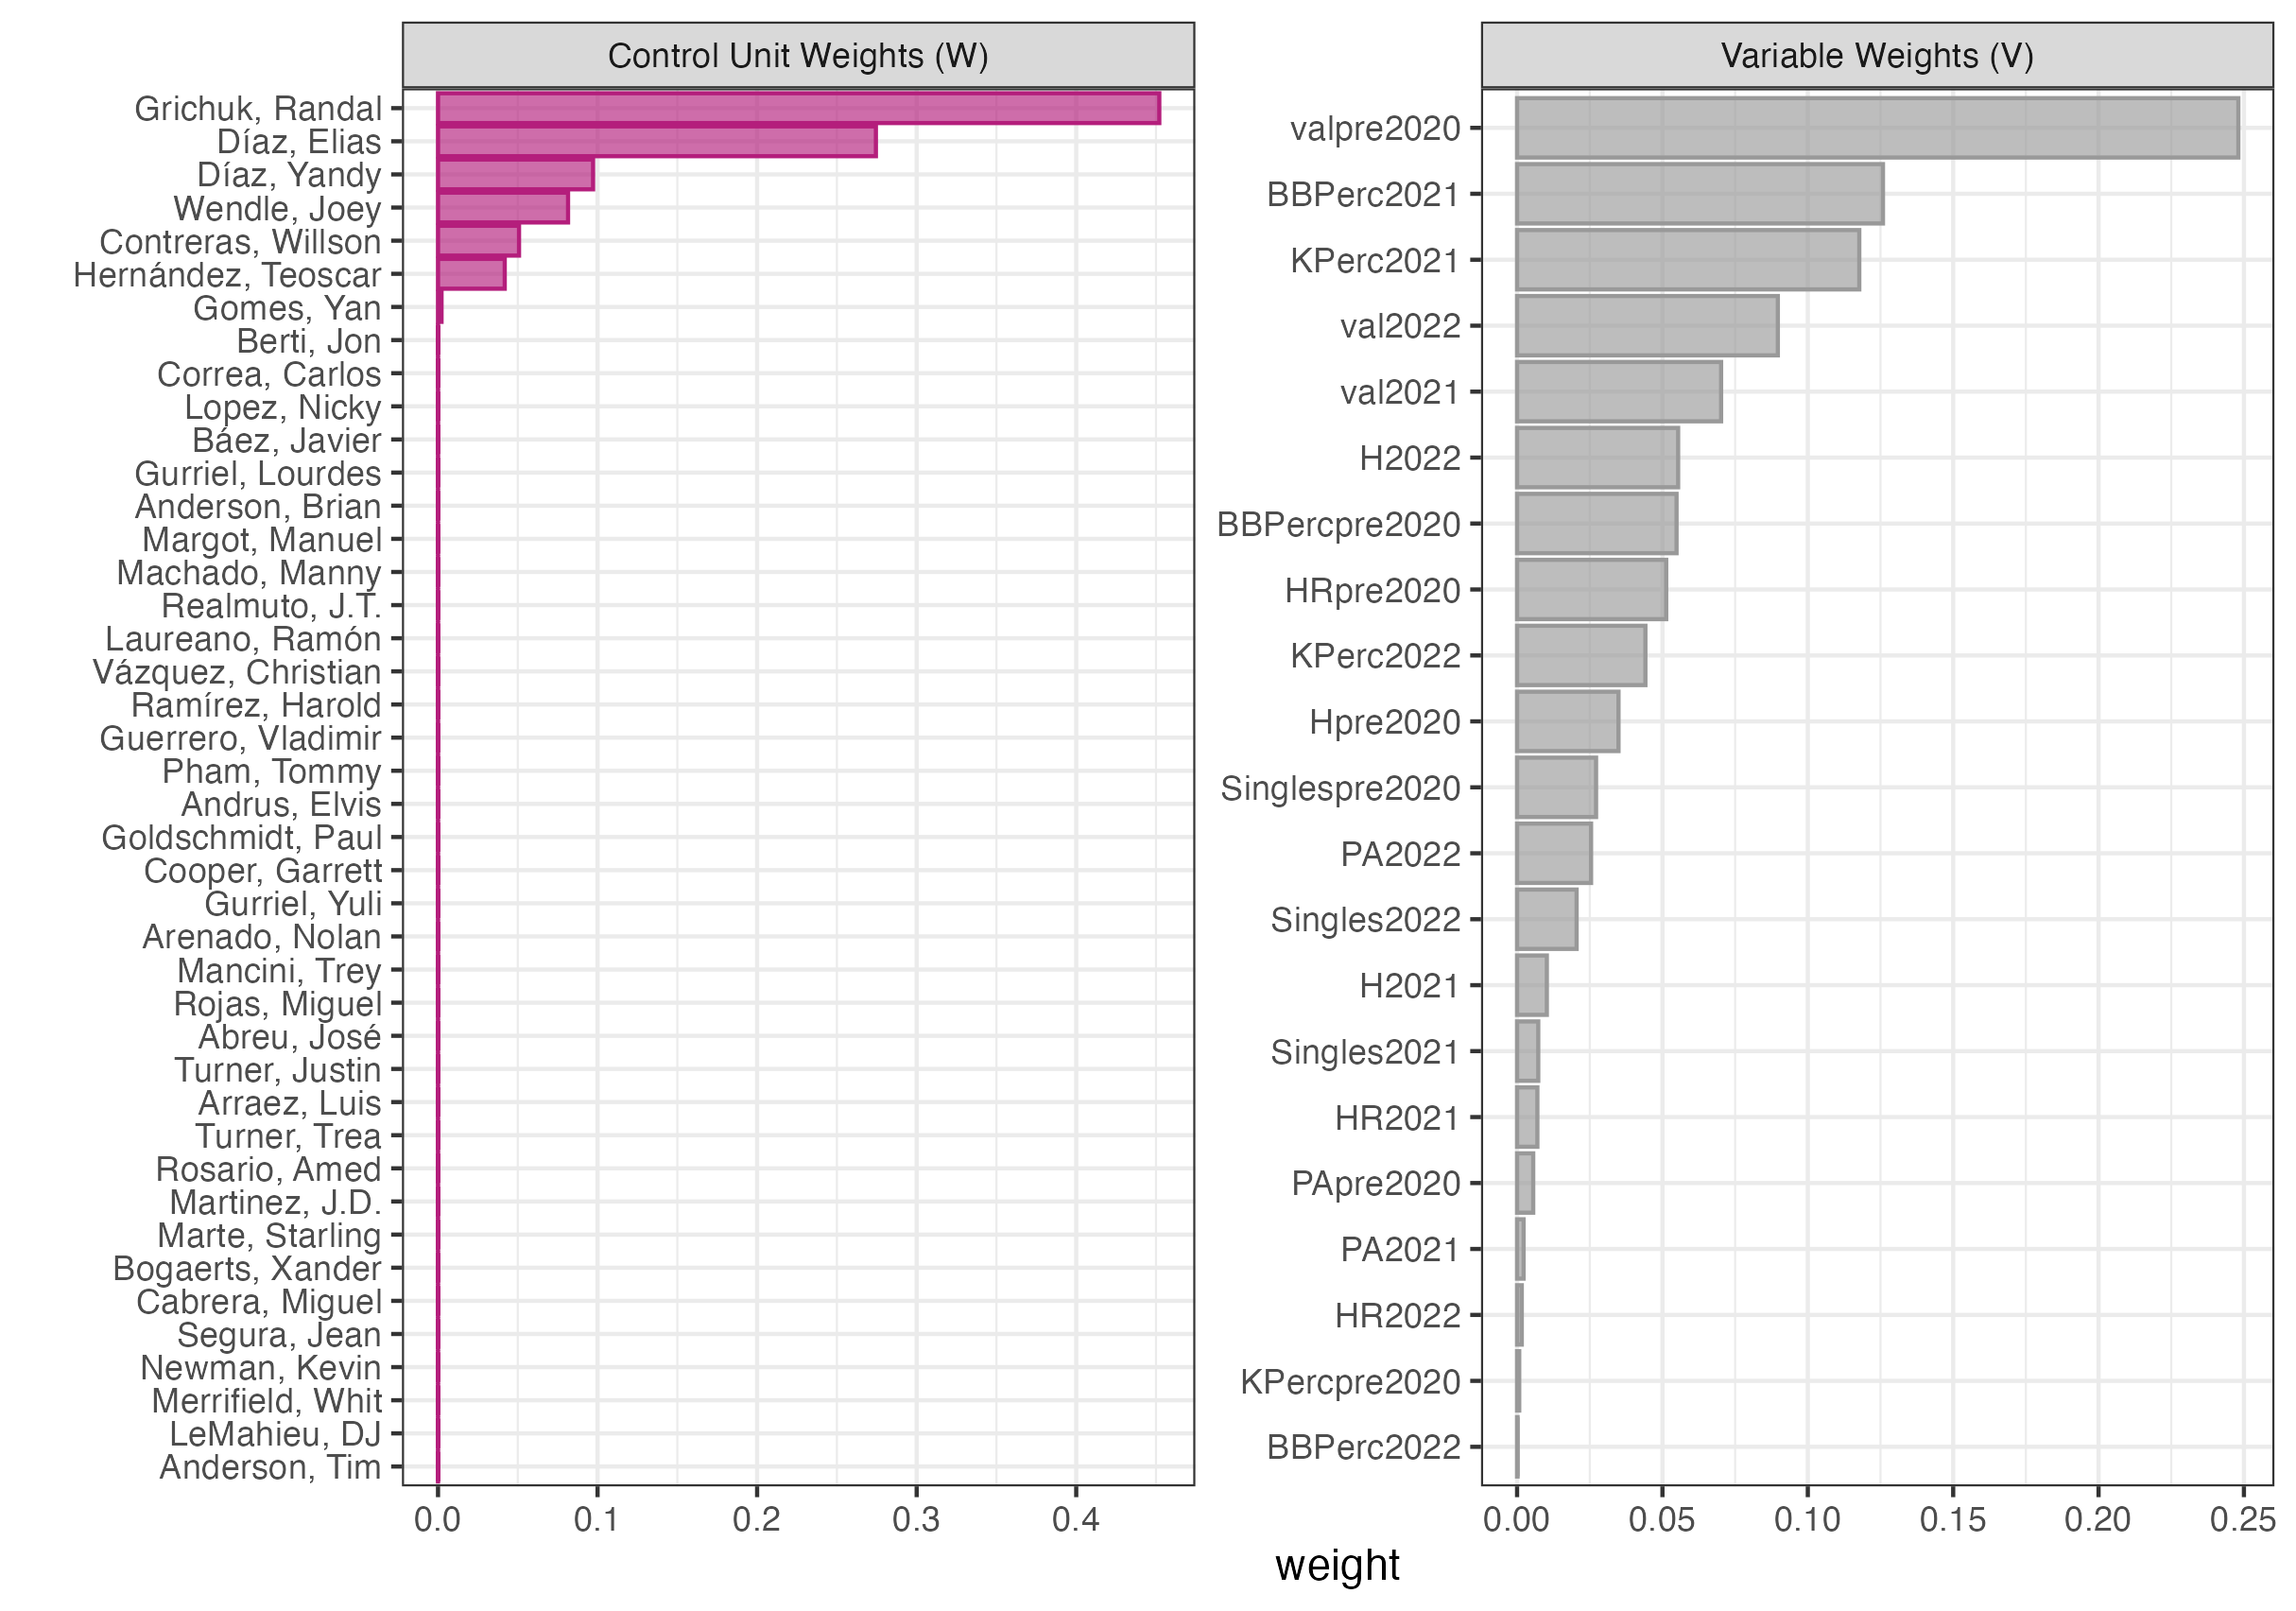 Control Unit Weights (W)
Grichuk, Randal
Díaz, Elias
Díaz, Yandy
Wendle, Joey
Contreras, Willson
Hernández, Teoscar
Gomes, Yan
Berti, Jon
Correa, Carlos
Lopez, Nicky
Báez, Javier
Gurriel, Lourdes
Anderson, Brian
Margot, Manuel
Machado, Manny
Realmuto, J.T.
Laureano, Ramón
Vázquez, Christian
Ramírez, Harold
Guerrero, Vladimir
Pham, Tommy
Andrus, Elvis
Goldschmidt, Paul
Cooper, Garrett
Gurriel, Yuli
Arenado, Nolan
Mancini, Trey
Rojas, Miguel
Abreu, José
Turner, Justin
Arraez, Luis
Turner, Trea
Rosario, Amed
Martinez, J.D.
Marte, Starling
Bogaerts, Xander
Cabrera, Miguel
Segura, Jean
Newman, Kevin
Merrifield, Whit
LeMahieu, DJ
Anderson, Tim
0.0 0.1 0.2 0.3 0.4
Variable Weights (V)
valpre2020
BBPerc2021
KPerc2021
val2022
val2021
H2022
BBPercpre2020
HRpre2020
KPerc2022
Hpre2020
Singlespre2020
PA2022
Singles2022
H2021
Singles2021
HR2021
PApre2020
PA2021
HR2022
KPercpre2020
BBPerc2022
0.00 0.05 0.10 0.15 0.20 0.25
weight